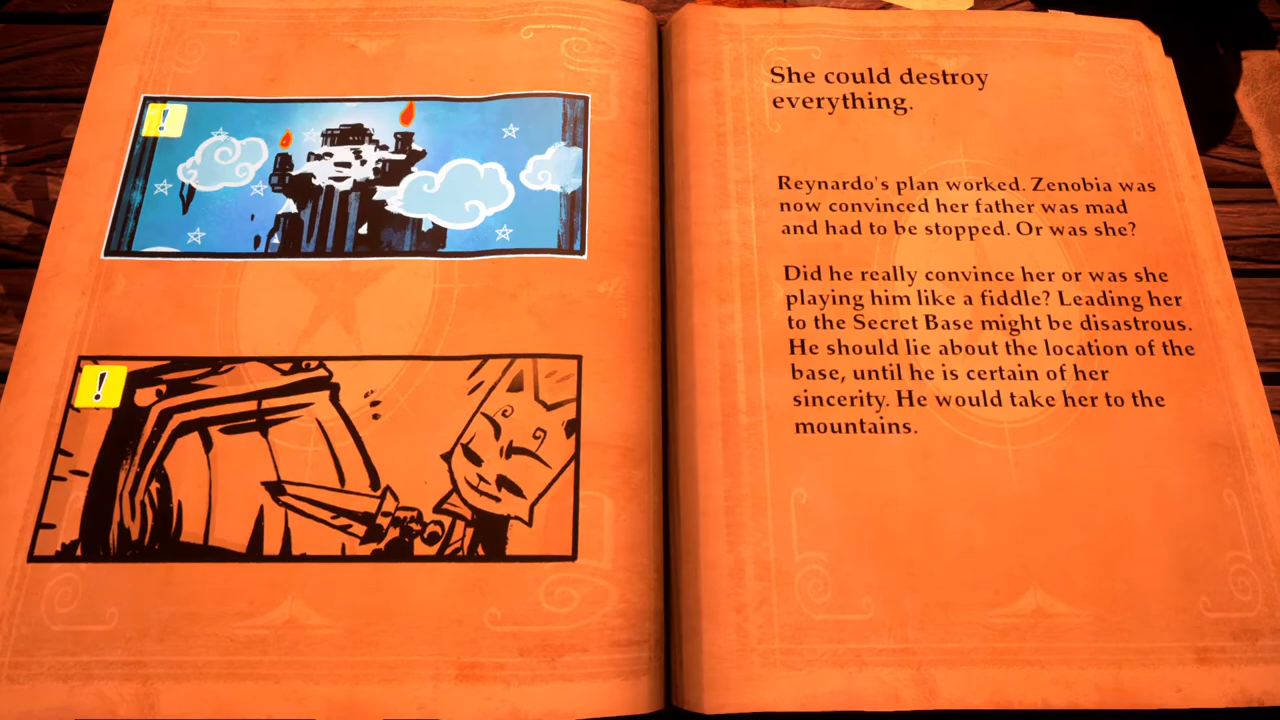 !
!
She could destroy
everything.
Reynardo's plan worked. Zenobia was
now convinced her father was mad
and had to be stopped. Or was she?
Did he really convince her or was she
playing him like a fiddle? Leading her
to the Secret Base might be disastrous.
He should lie about the location of the
base, until he is certain of her
sincerity. He would take her to the
mountains.